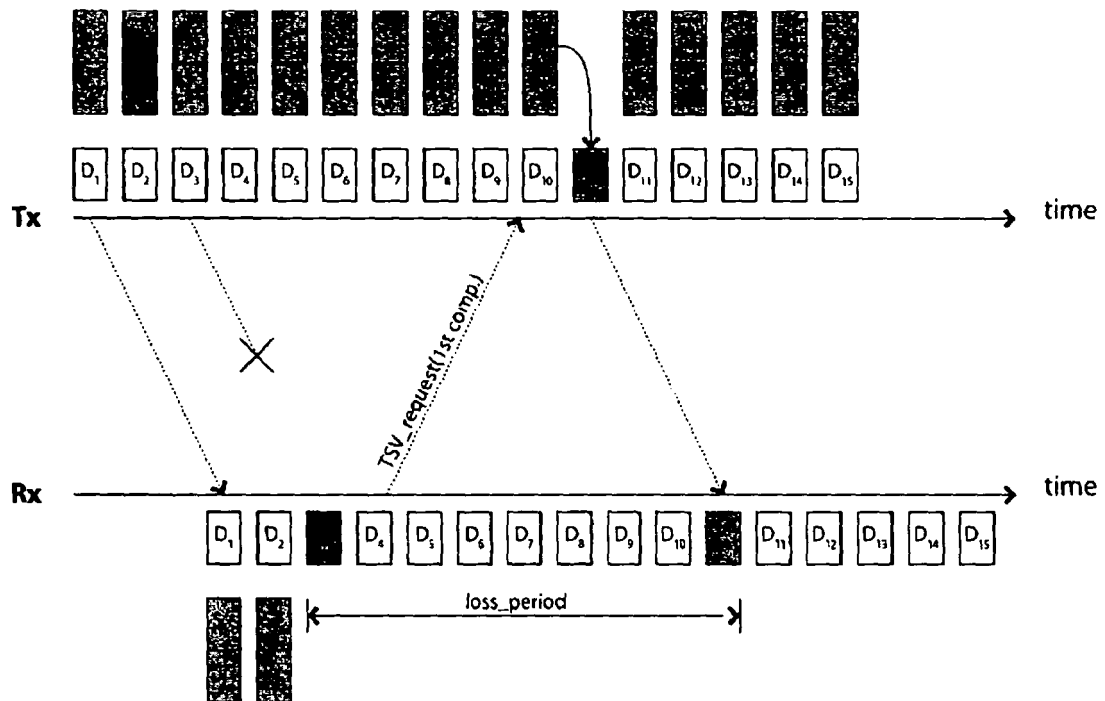 D₁ D₂ D₃ D₄ D₅ D₆ D₇ D₈ D₉ D₁₀ D₁₁ D₁₂ D₁₃ D₁₄ D₁₅
Tx time
TSV_request(1st comp.)
Rx time
D₁ D₂ D₄ D₅ D₆ D₇ D₈ D₉ D₁₀ D₁₁ D₁₂ D₁₃ D₁₄ D₁₅
loss_period